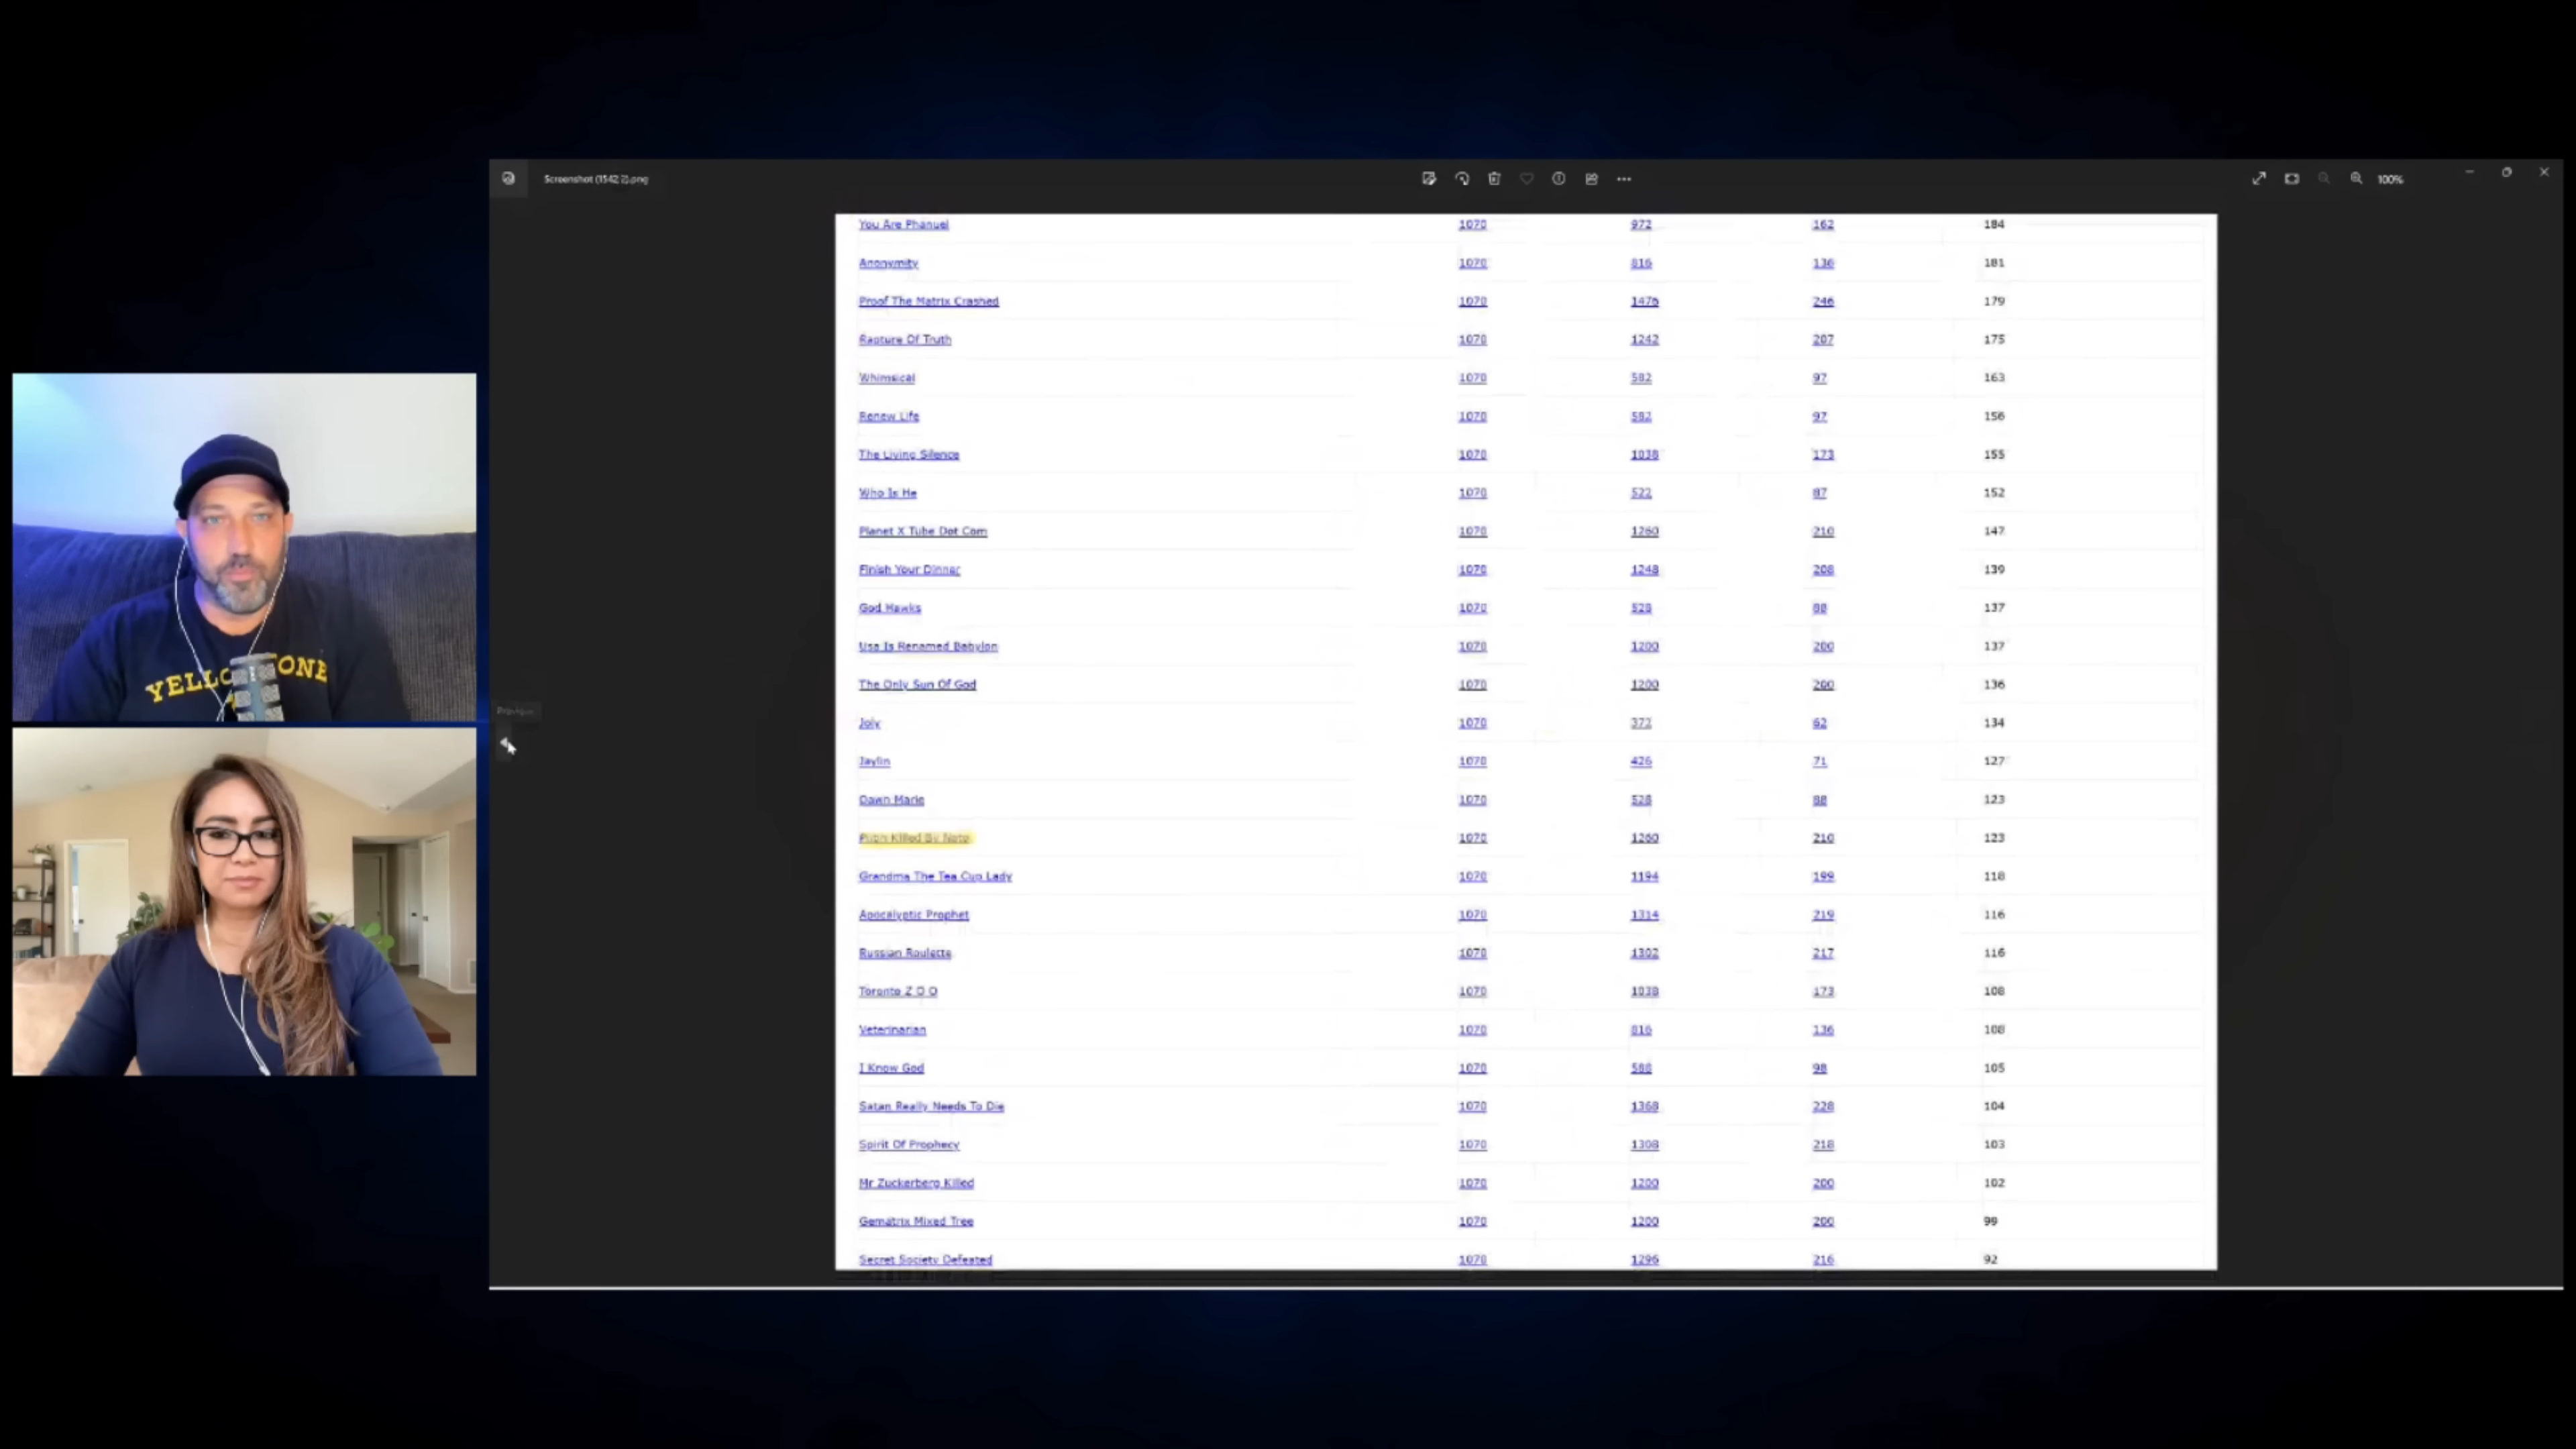 Screenshot (1542 2).png
100%
You Are Phanuel 1070 972 162 184
Anonymity 1070 816 136 181
Proof The Matrix Crashed 1070 1476 246 179
Rapture Of Truth 1070 1242 207 175
Whimsical 1070 582 97 163
Renew Life 1070 582 97 156
The Living Silence 1070 1038 173 155
Who Is He 1070 522 87 152
Planet X Tube Dot Com 1070 1260 210 147
Finish Your Dinner 1070 1248 208 139
God Hawks 1070 528 88 137
Usa Is Renamed Babylon 1070 1200 200 137
The Only Sun Of God 1070 1200 200 136
Joly 1070 372 62 134
Jaylin 1070 426 71 127
Dawn Marie 1070 528 88 123
Killed By Nato 1070 1260 210 123
Grandma The Tea Cup Lady 1070 1194 199 118
Apocalyptic Prophet 1070 1314 219 116
Russian Roulette 1070 1302 217 116
Toronto Z O O 1070 1038 173 108
Veterinarian 1070 816 136 108
I Know God 1070 588 98 105
Satan Really Needs To Die 1070 1368 228 104
Spirit Of Prophecy 1070 1308 218 103
Mr Zuckerberg Killed 1070 1200 200 102
Gematrix Mixed Tree 1070 1200 200 99
Secret Society Defeated 1070 1296 216 92